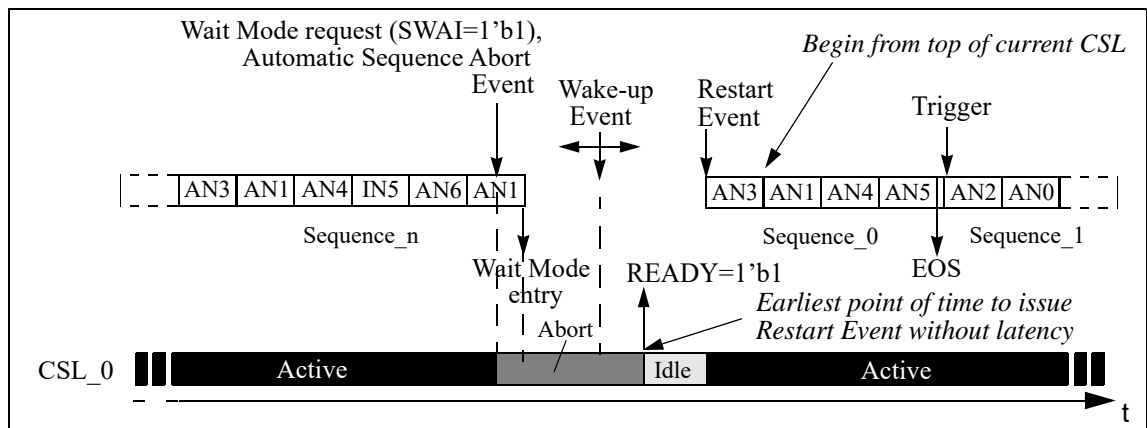 Wait Mode request (SWAI=1’b1),
Automatic Sequence Abort
Event
Wake-up
Event
Restart
Event
Begin from top of current CSL
Trigger
AN3 AN1 AN4 IN5 AN6 AN1
AN3 AN1 AN4 AN5 AN2 AN0
Sequence_n
Sequence_0
Sequence_1
EOS
Wait Mode
entry
READY=1’b1
Earliest point of time to issue
Restart Event without latency
Abort
CSL_0
Active
Idle
Active
t